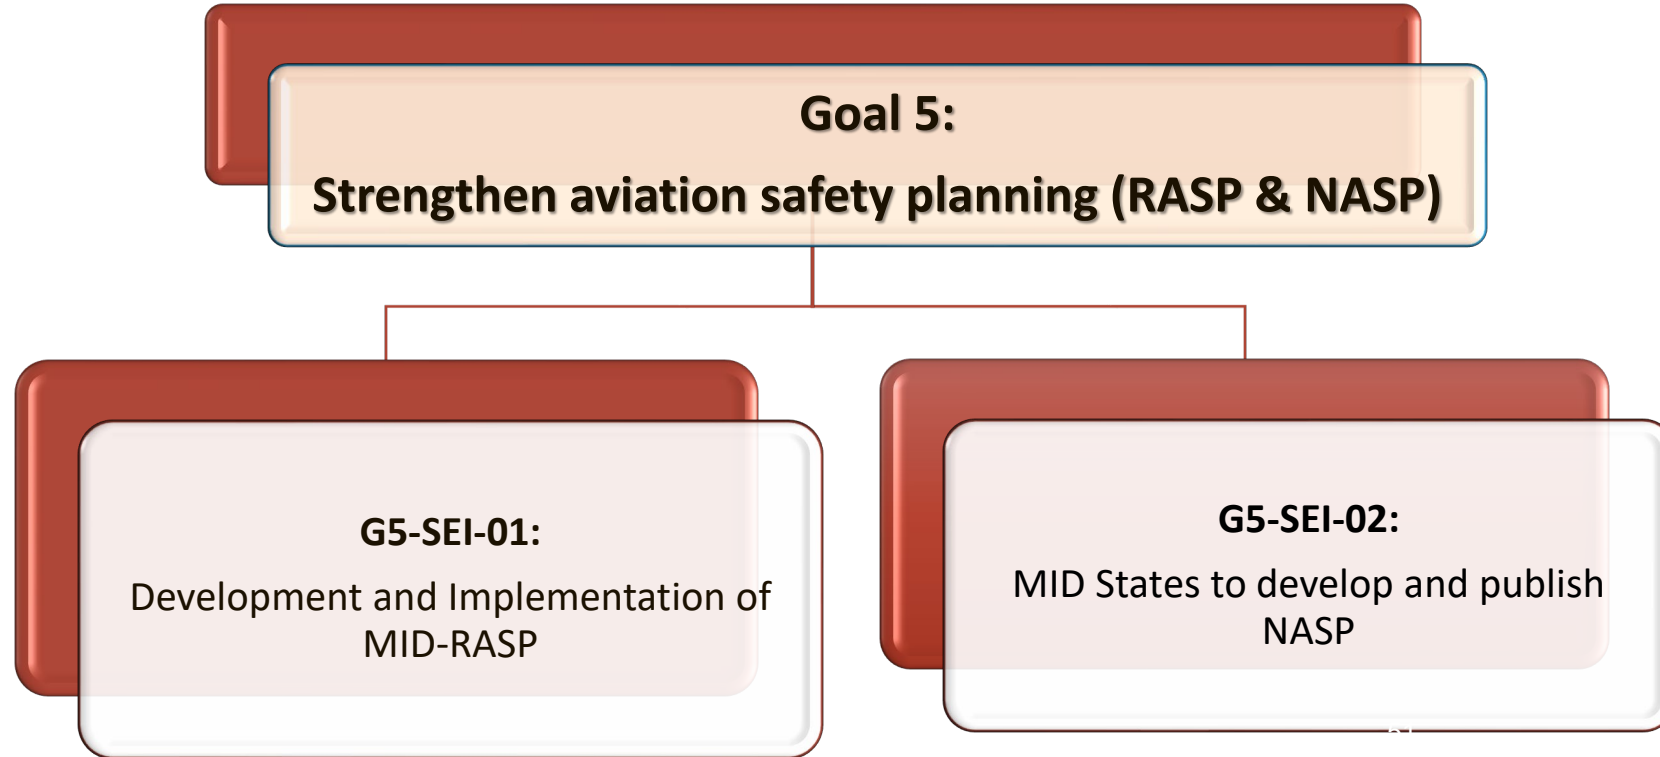 Goal 5:
Strengthen aviation safety planning (RASP & NASP)
G5-SEI-01:
Development and Implementation of
MID-RASP
G5-SEI-02:
MID States to develop and publish
NASP